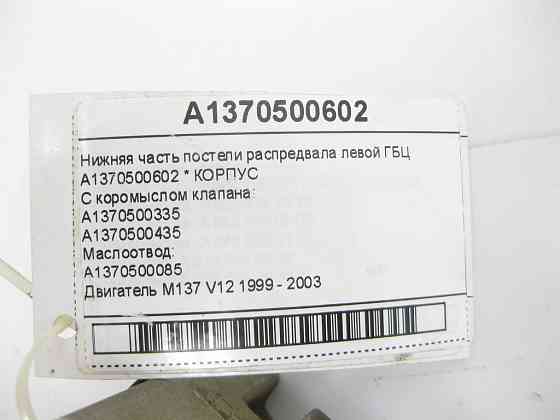 A1370500602
Нижняя часть постели распредвала левой ГБЦ
A1370500602 * КОРПУС
С коромыслом клапана:
A1370500335
A1370500435
Маслоотвод:
A1370500085
Двигатель M137 V12 1999 - 2003